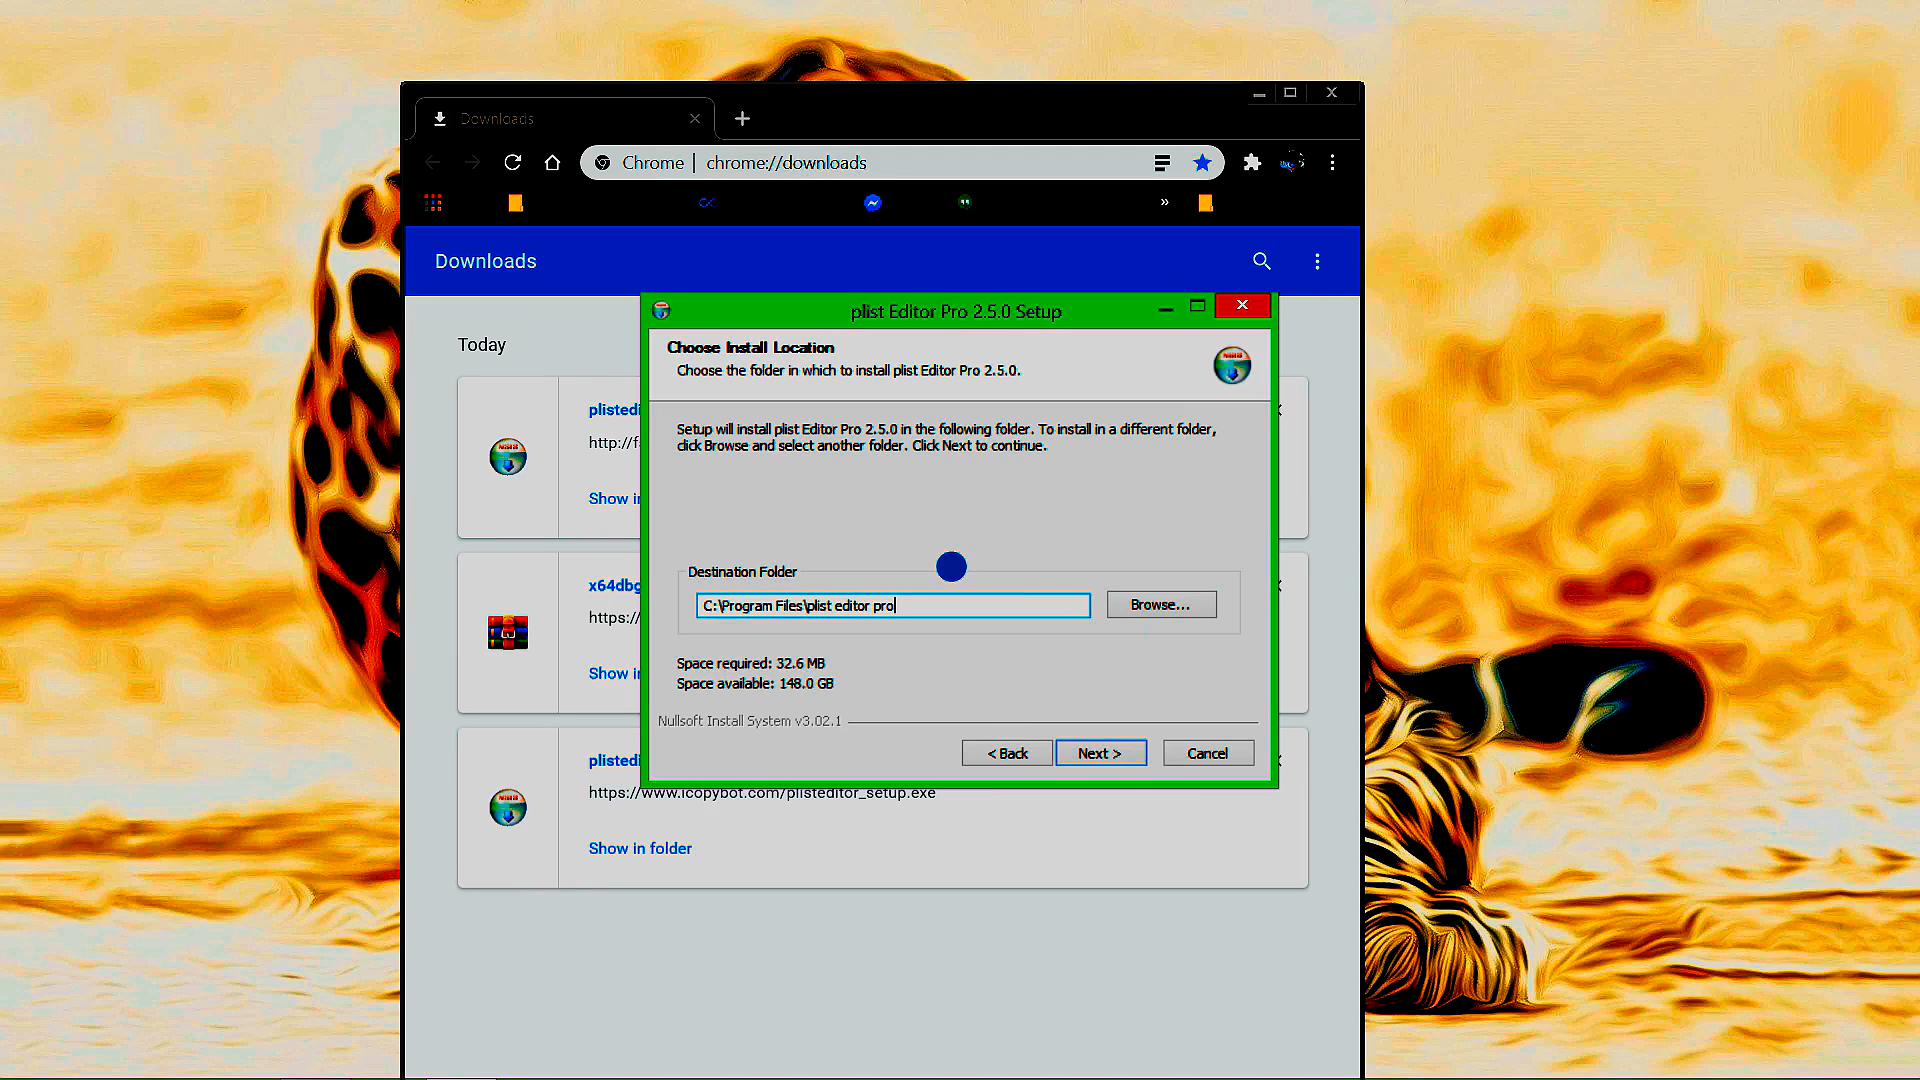 Downloads
Chrome | chrome://downloads
»
Downloads
Today
plist Editor Pro 2.5.0 Setup
Choose Install Location
Choose the folder in which to install plist Editor Pro 2.5.0.
Setup will install plist Editor Pro 2.5.0 in the following folder. To install in a different folder,
click Browse and select another folder. Click Next to continue.
Destination Folder
C:\Program Files\plist editor pro
Browse...
Space required: 32.6 MB
Space available: 148.0 GB
Nullsoft Install System v3.02.1
< Back
Next >
Cancel
plistedi
http://f
Show in
x64dbg
https://
Show in
plistedi
https://www.icopybot.com/plisteditor_setup.exe
Show in folder